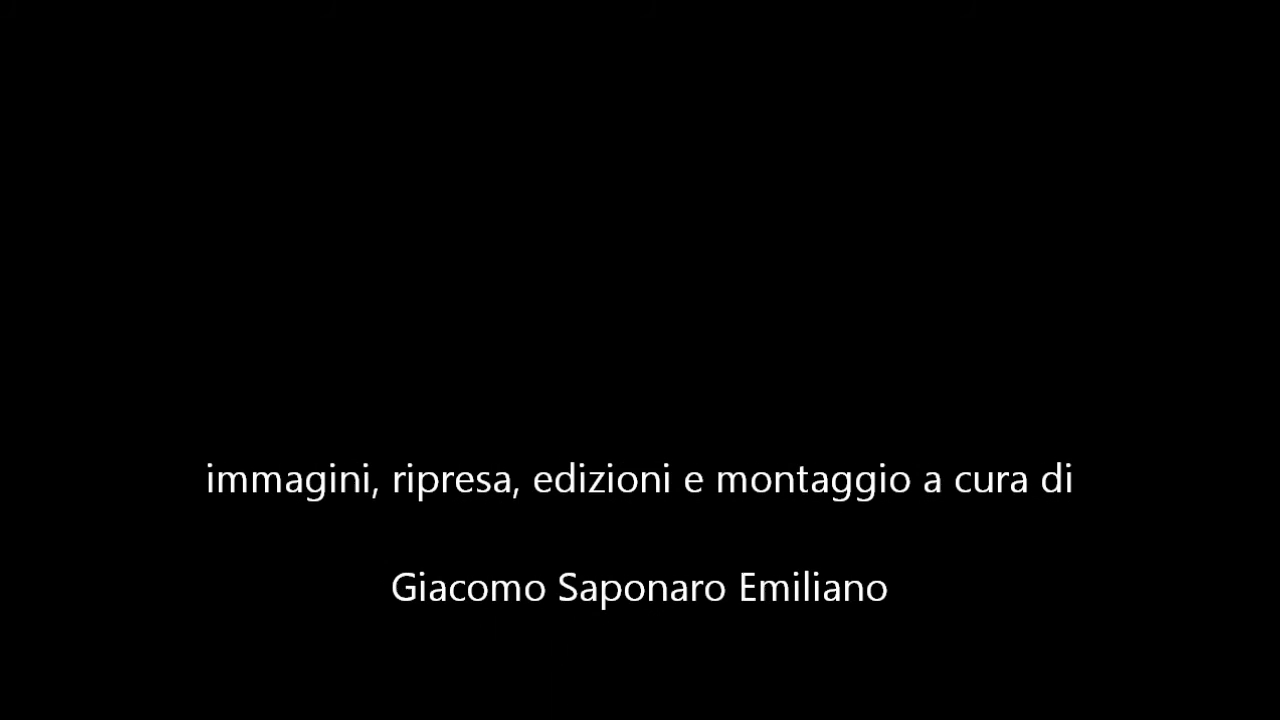 immagini, ripresa, edizioni e montaggio a cura di
Giacomo Saponaro Emiliano